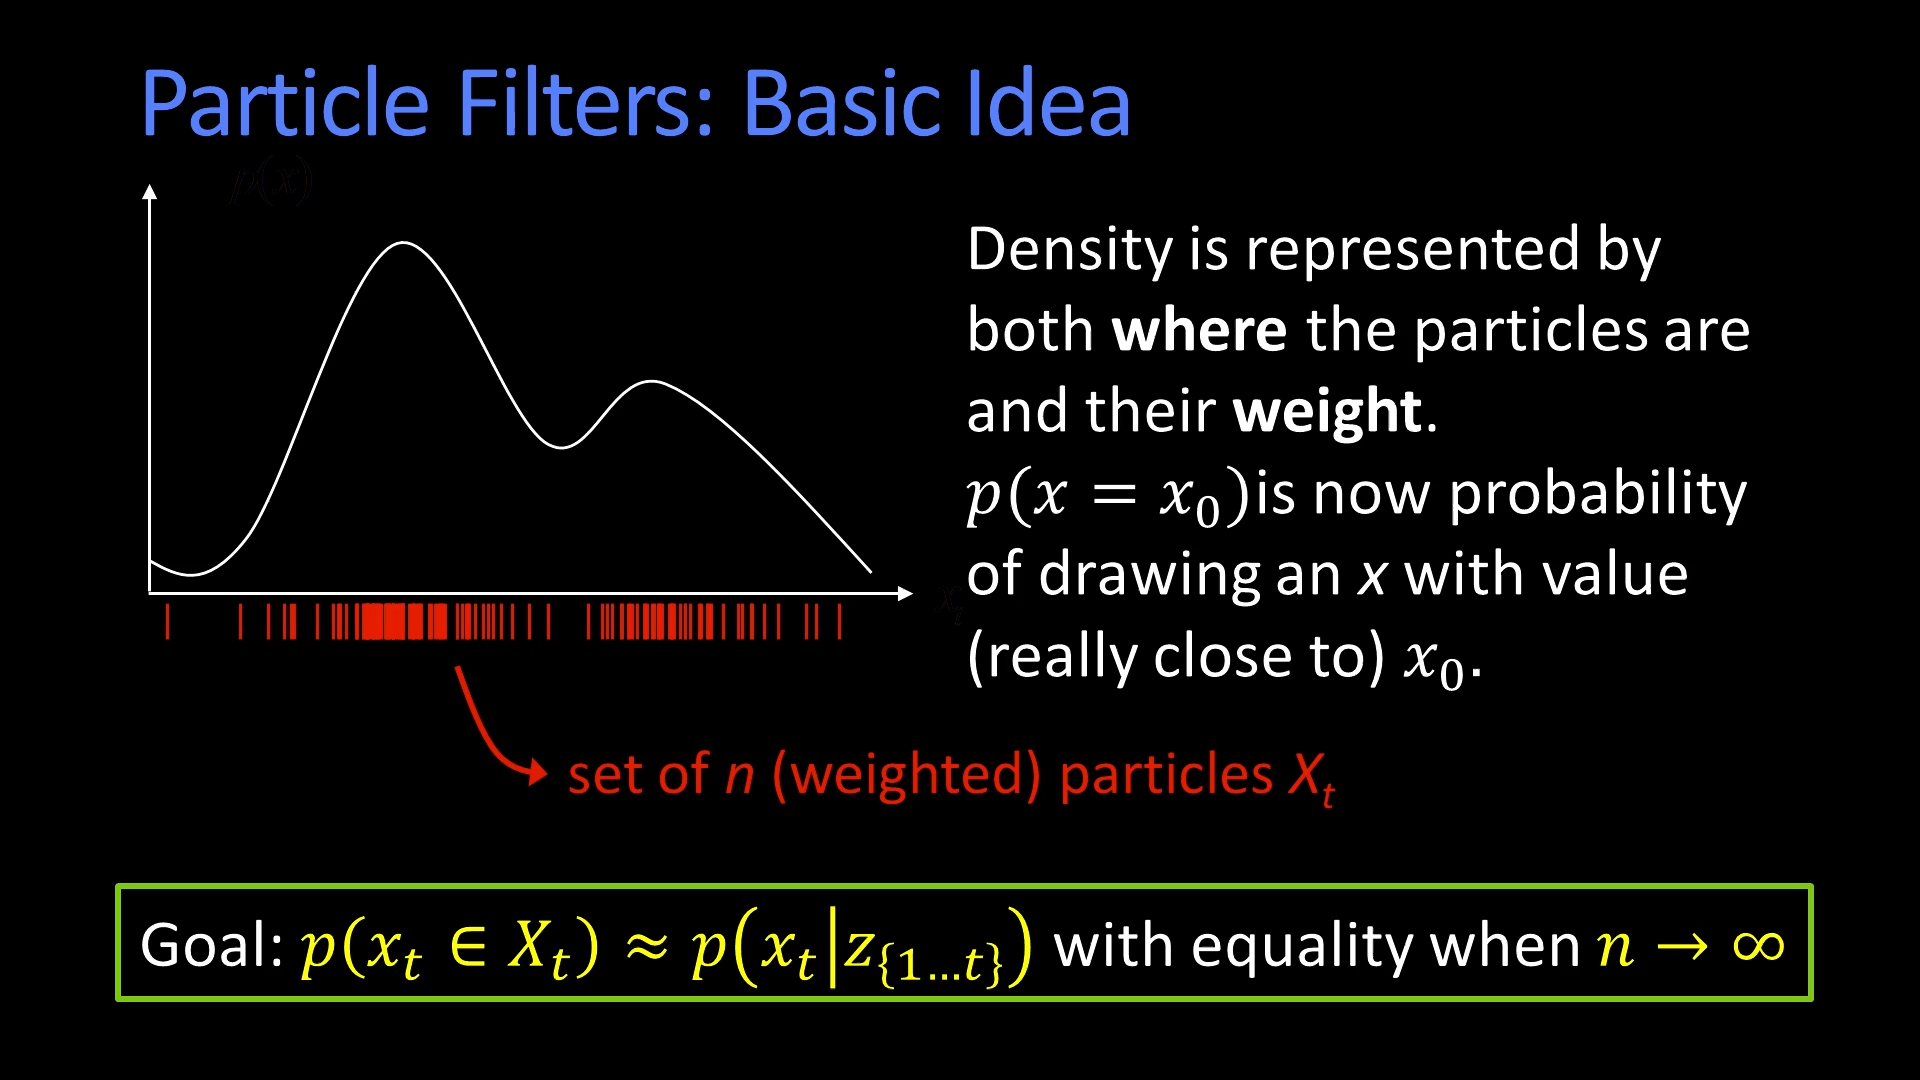 Particle Filters: Basic Idea
p(x)
Density is represented by
both where the particles are
and their weight.
p(x = x₀)is now probability
of drawing an x with value
(really close to) x₀.
xₜ
set of n (weighted) particles Xₜ
Goal: p(xₜ ∈ Xₜ) ≈ p(xₜ|z_{1…t}) with equality when n → ∞